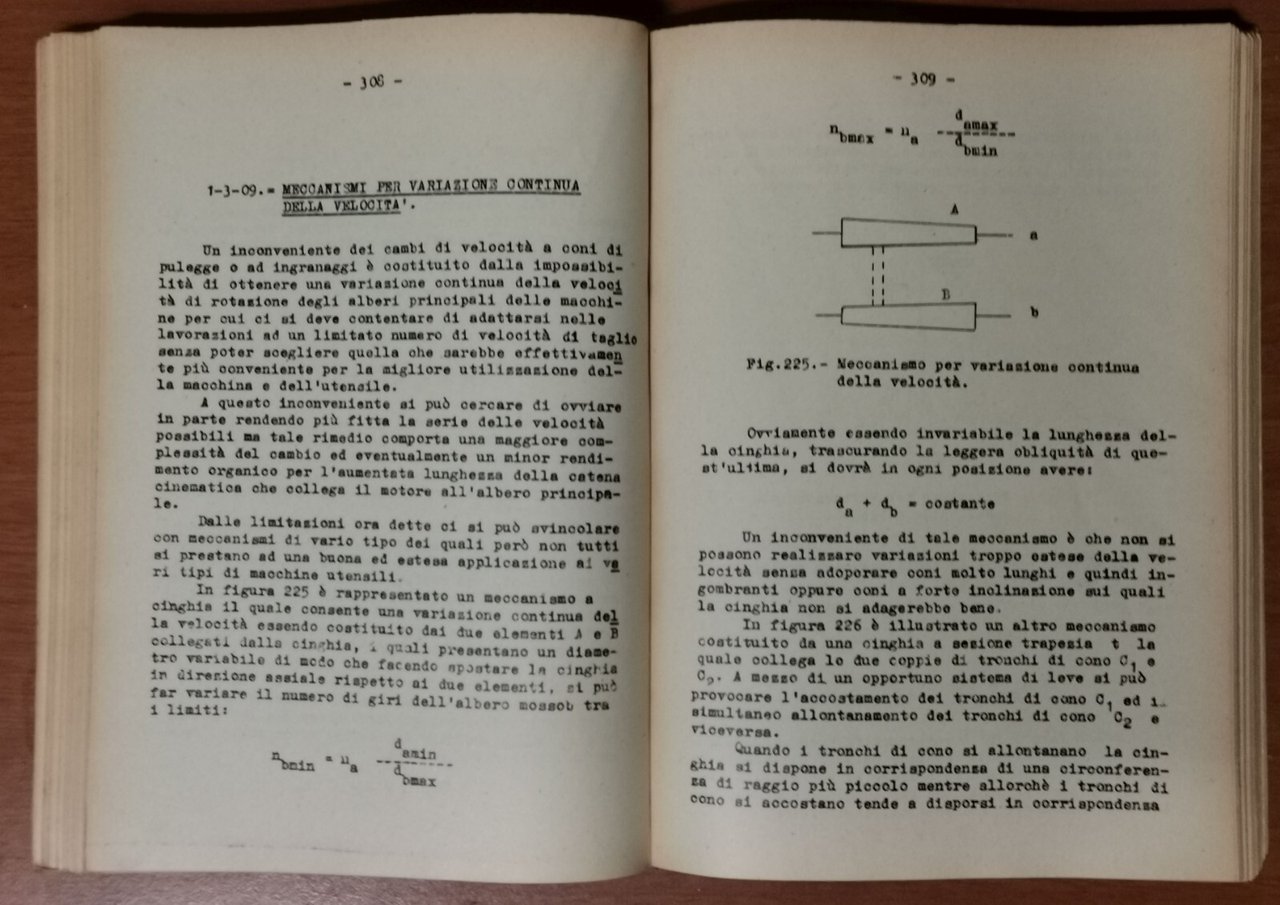 - 308 -
1-3-09.= MECCANISMI PER VARIAZIONE CONTINUA
DELLA VELOCITA'.
Un inconveniente dei cambi di velocità a coni di
pulegge o ad ingranaggi è costituito dalla impossibi-
lità di ottenere una variazione continua della veloci
tà di rotazione degli alberi principali delle macchi-
ne per cui ci si deve contentare di adattarsi nelle
lavorazioni ad un limitato numero di velocità di taglio
senza poter scegliere quella che sarebbe effettivamen
te più conveniente per la migliore utilizzazione del-
la macchina e dell'utensile.
A questo inconveniente si può cercare di ovviare
in parte rendendo più fitta la serie delle velocità
possibili ma tale rimedio comporta una maggiore com-
plessità del cambio ed eventualmente un minor rendi-
mento organico per l'aumentata lunghezza della catena
cinematica che collega il motore all'albero principa-
le.
Dalle limitazioni ora dette ci si può svincolare
con meccanismi di vario tipo dei quali però non tutti
si prestano ad una buona ed estesa applicazione ai va
ri tipi di macchine utensili.
In figura 225 è rappresentato un meccanismo a
cinghia il quale consente una variazione continua del
la velocità essendo costituito dai due elementi A e B
collegati dalla cinghia, i quali presentano un diame-
tro variabile di modo che facendo spostare la cinghia
in direzione assiale rispetto ai due elementi, si può
far variare il numero di giri dell'albero mossob tra
i limiti:
n bmin = n a d amin / d bmax
- 309 -
n bmax = n a d amax / d bmin
A
a
B
b
Fig.225.- Meccanismo per variazione continua
della velocità.
Ovviamente essendo invariabile la lunghezza del-
la cinghia, trascurando la leggera obliquità di que-
st'ultima, si dovrà in ogni posizione avere:
d a + d b = costante
Un inconveniente di tale meccanismo è che non si
possono realizzare variazioni troppo estese della ve-
locità senza adoporare coni molto lunghi e quindi in-
gombranti oppure coni a forte inclinazione sui quali
la cinghia non si adagerebbe bene.
In figura 226 è illustrato un altro meccanismo
costituito da una cinghia a sezione trapezia t la
quale collega le due coppie di tronchi di cono C1 e
C2. A mezzo di un opportuno sistema di leve si può
provocare l'accostamento dei tronchi di cono C1 ed i
simultaneo allontanamento dei tronchi di cono C2 e
viceversa.
Quando i tronchi di cono si allontanano la cin-
ghia si dispone in corrispondenza di una circonferen-
za di raggio più piccolo mentre allorchè i tronchi di
cono si accostano tende a disporsi in corrispondenza